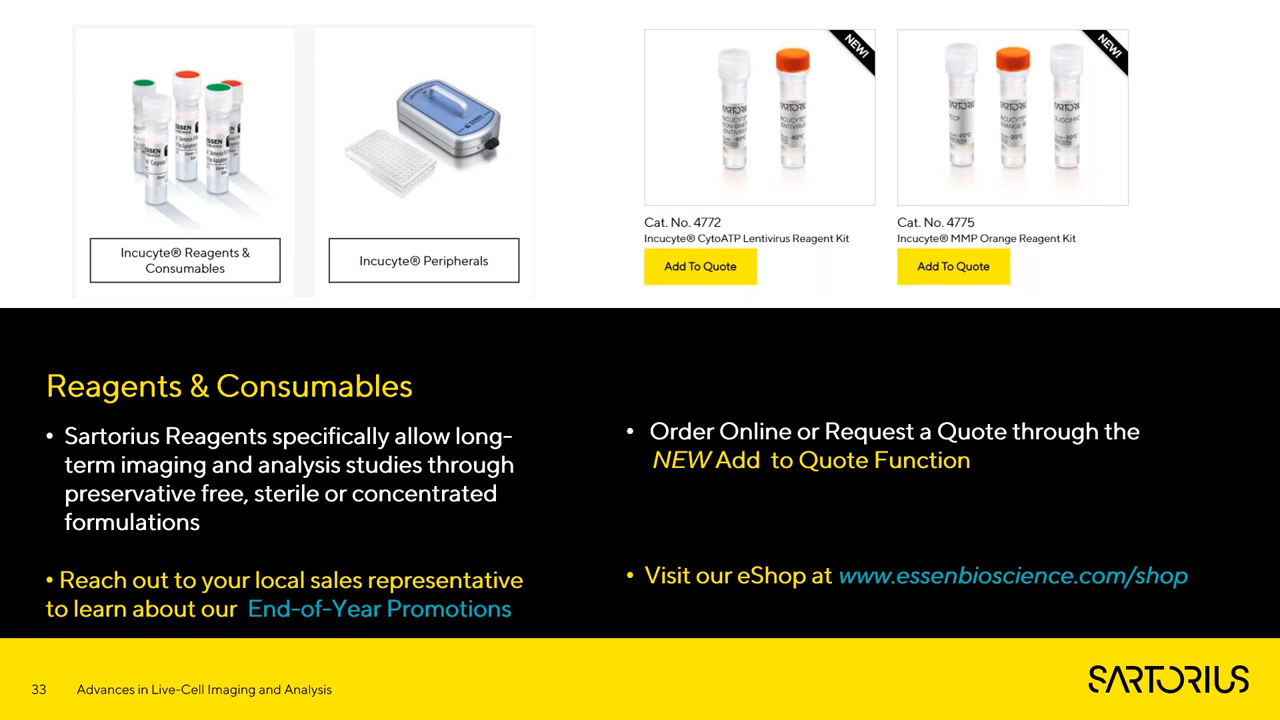 NEW!
NEW!
SARTORIUS
SARTORIUS
SARTORIUS
Incucyte® Reagents &
Consumables
Incucyte® Peripherals
Cat. No. 4772
Incucyte® CytoATP Lentivirus Reagent Kit
Add To Quote
Cat. No. 4775
Incucyte® MMP Orange Reagent Kit
Add To Quote
Reagents & Consumables
• Sartorius Reagents specifically allow long-
term imaging and analysis studies through
preservative free, sterile or concentrated
formulations
• Reach out to your local sales representative
to learn about our End-of-Year Promotions
• Order Online or Request a Quote through the
NEW Add to Quote Function
• Visit our eShop at www.essenbioscience.com/shop
33 Advances in Live-Cell Imaging and Analysis
SARTORIUS